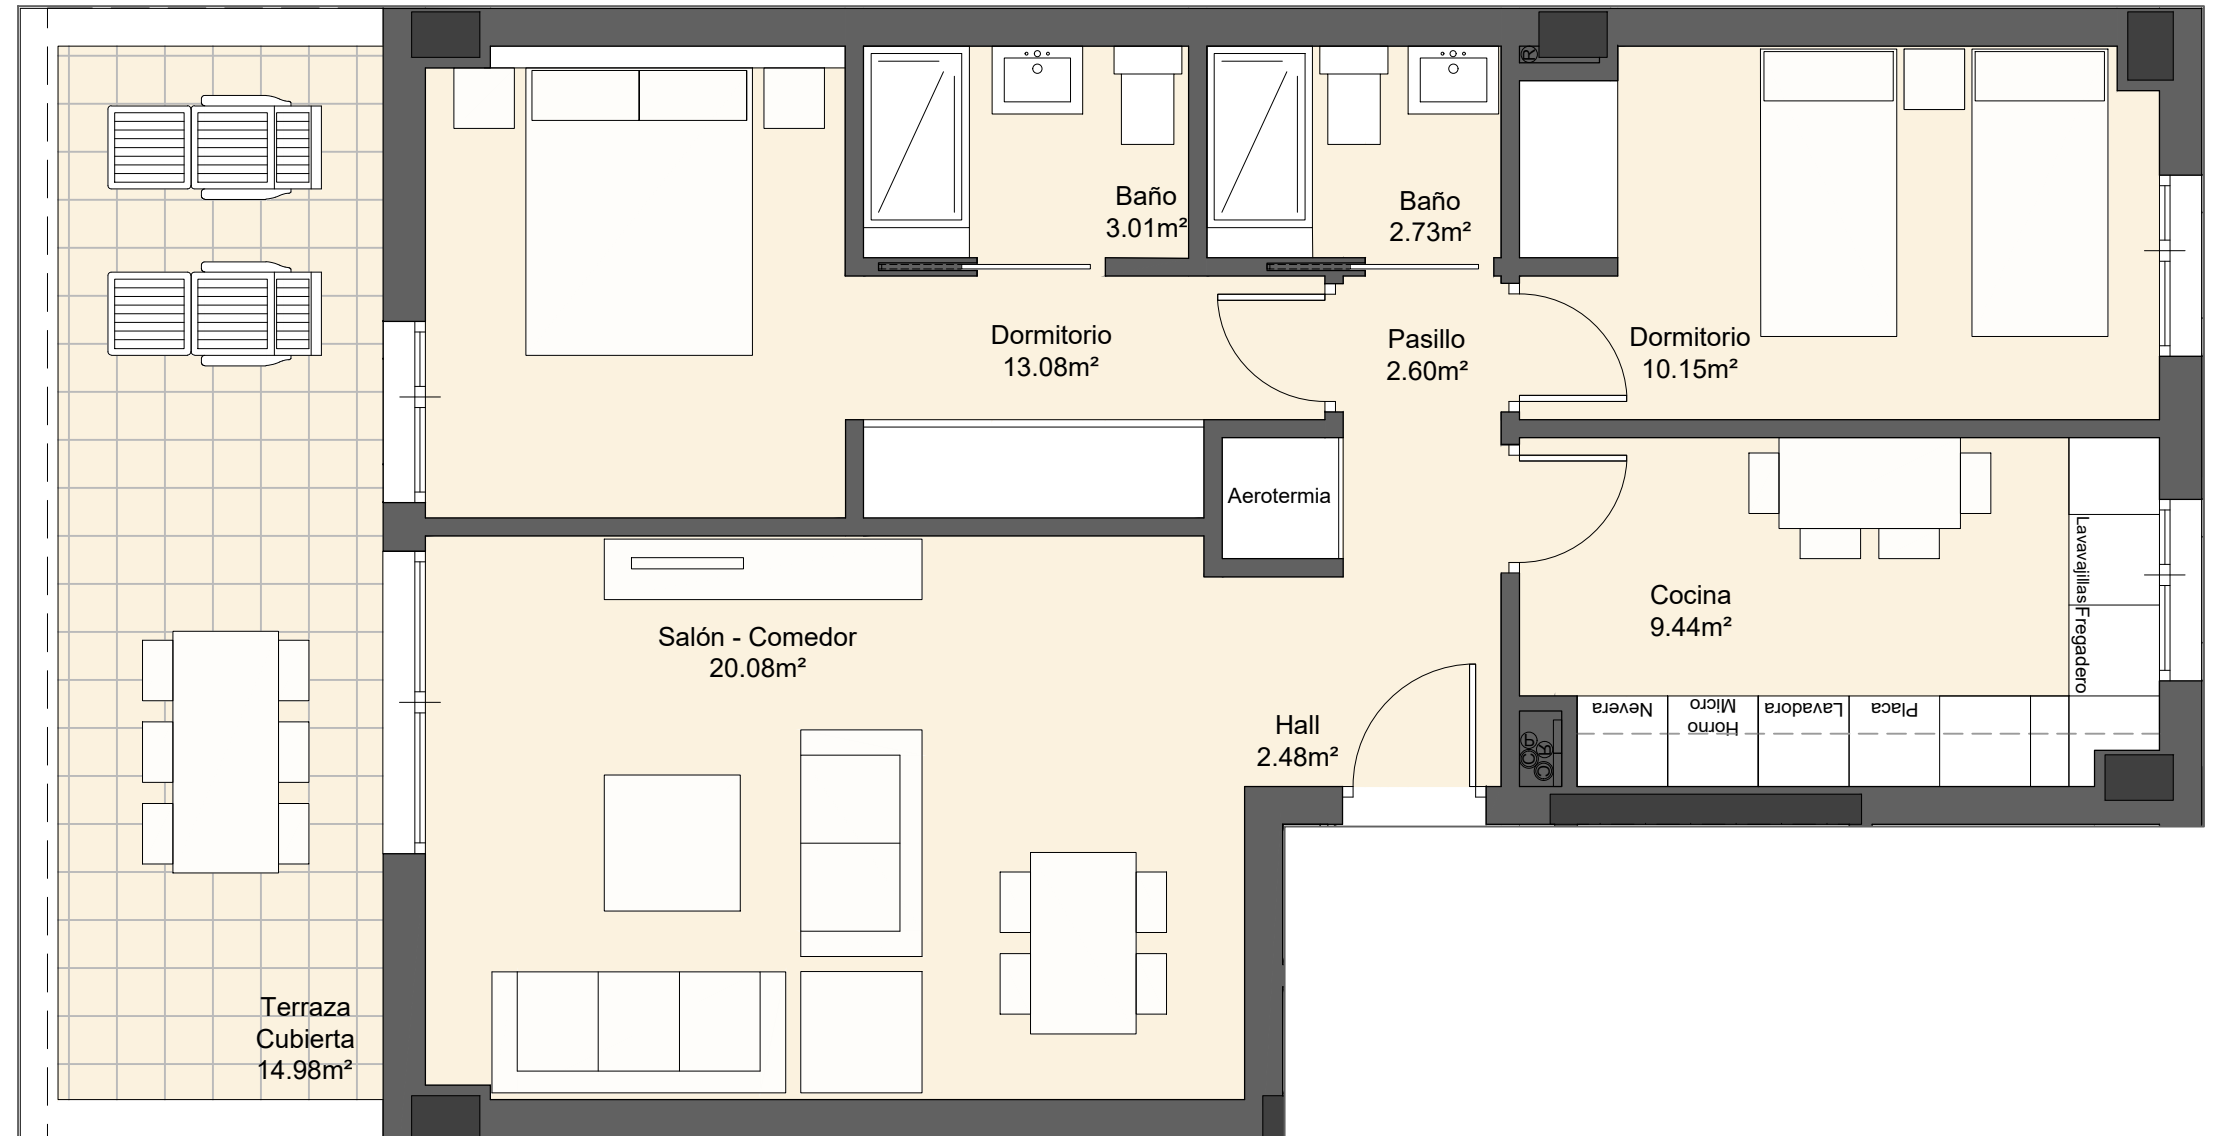 Baño
3.01m²
Baño
2.73m²
Dormitorio
13.08m²
Pasillo
2.60m²
Dormitorio
10.15m²
Aerotermia
Cocina
9.44m²
Lavavajillas
Fregadero
Salón - Comedor
20.08m²
Hall
2.48m²
Nevera
Horno
Micro
Lavadora
Placa
Terraza
Cubierta
14.98m²